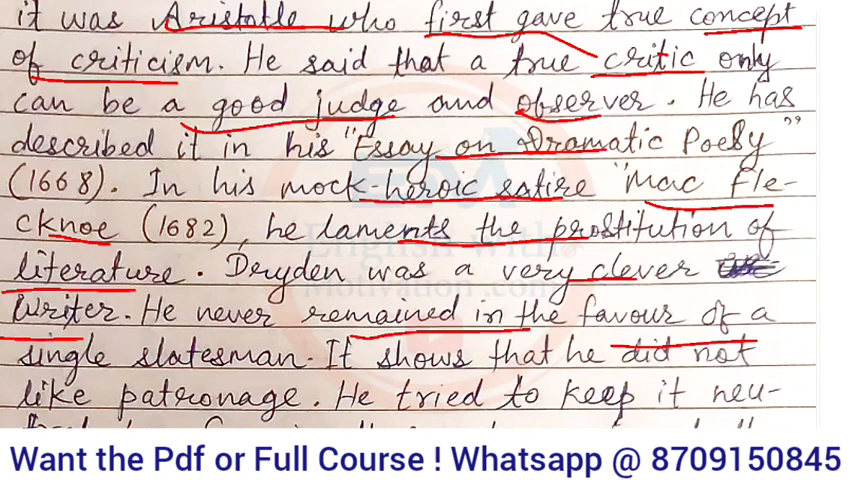 it was Aristotle who first gave true concept
of criticism. He said that a true critic only
can be a good judge and observer. He has
described it in his "Essay on Dramatic Poesy"
(1668). In his mock-heroic satire "Mac Fle-
cknoe (1682), he laments the prostitution of
literature. Dryden was a very clever
writer. He never remained in the favour of a
single statesman. It shows that he did not
like patronage. He tried to keep it neu-
English with
Motivation .com
Want the Pdf or Full Course ! Whatsapp @ 8709150845